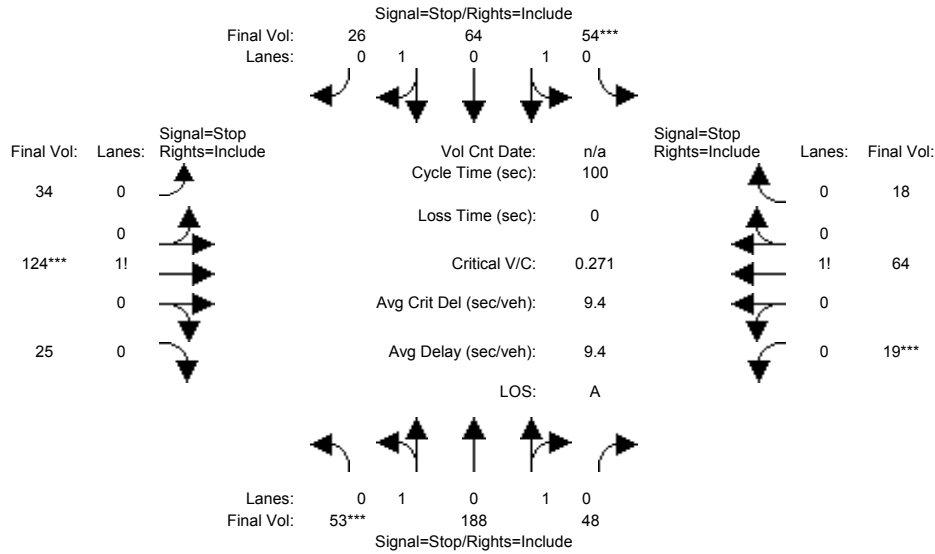 Signal=Stop/Rights=Include
Final Vol: 26 64 54***
Lanes: 0 1 0 1 0
Signal=Stop Signal=Stop
Final Vol: Lanes: Rights=Include Vol Cnt Date: n/a Rights=Include Lanes: Final Vol:
Cycle Time (sec): 100
34 0 0 18
Loss Time (sec): 0
0 0
124*** 1! Critical V/C: 0.271 1! 64
0 Avg Crit Del (sec/veh): 9.4 0
25 0 Avg Delay (sec/veh): 9.4 0 19***
LOS: A
Lanes: 0 1 0 1 0
Final Vol: 53*** 188 48
Signal=Stop/Rights=Include